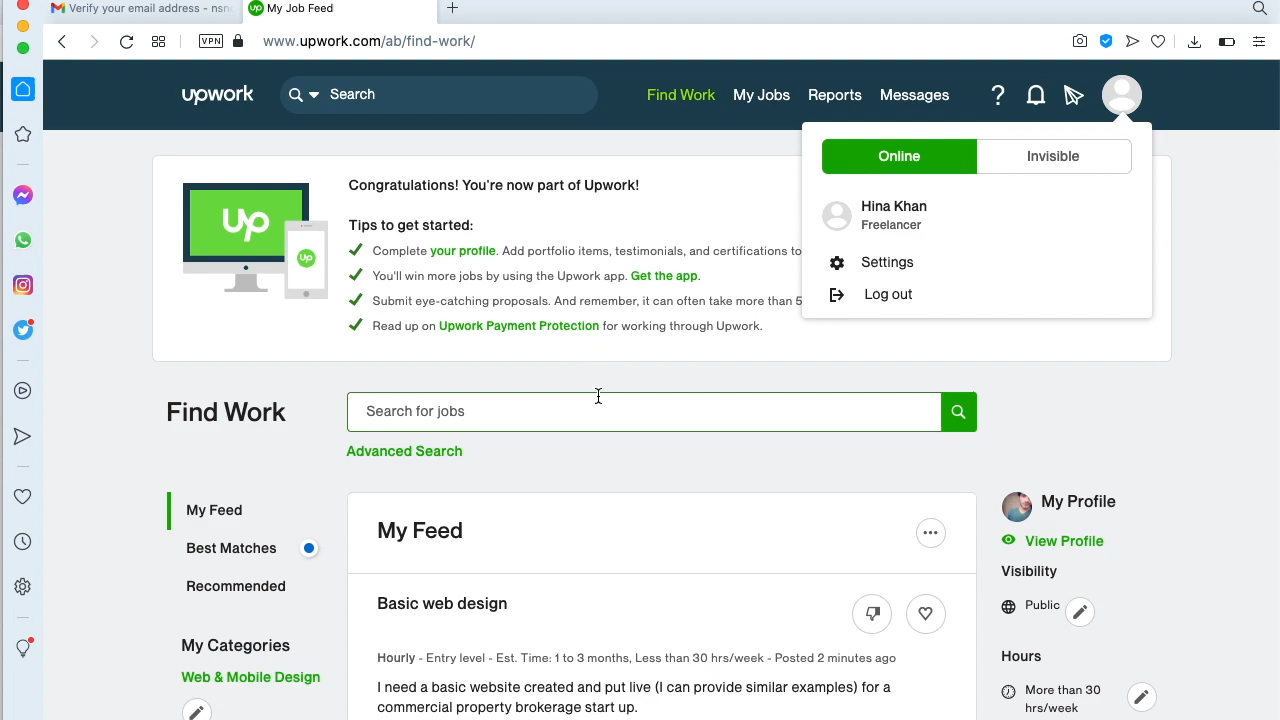 Verify your email address - nsn
My Job Feed
VPN
www.upwork.com/ab/find-work/
upwork
Search
Find Work
My Jobs
Reports
Messages
?
Online
Invisible
Hina Khan
Freelancer
Settings
Log out
Up
up
Congratulations! You're now part of Upwork!
Tips to get started:
Complete your profile. Add portfolio items, testimonials, and certifications to
You'll win more jobs by using the Upwork app. Get the app.
Submit eye-catching proposals. And remember, it can often take more than 5
Read up on Upwork Payment Protection for working through Upwork.
Find Work
Search for jobs
Advanced Search
My Feed
Best Matches
Recommended
My Categories
Web & Mobile Design
My Feed
Basic web design
Hourly - Entry level - Est. Time: 1 to 3 months, Less than 30 hrs/week - Posted 2 minutes ago
I need a basic website created and put live (I can provide similar examples) for a
commercial property brokerage start up.
My Profile
View Profile
Visibility
Public
Hours
More than 30
hrs/week